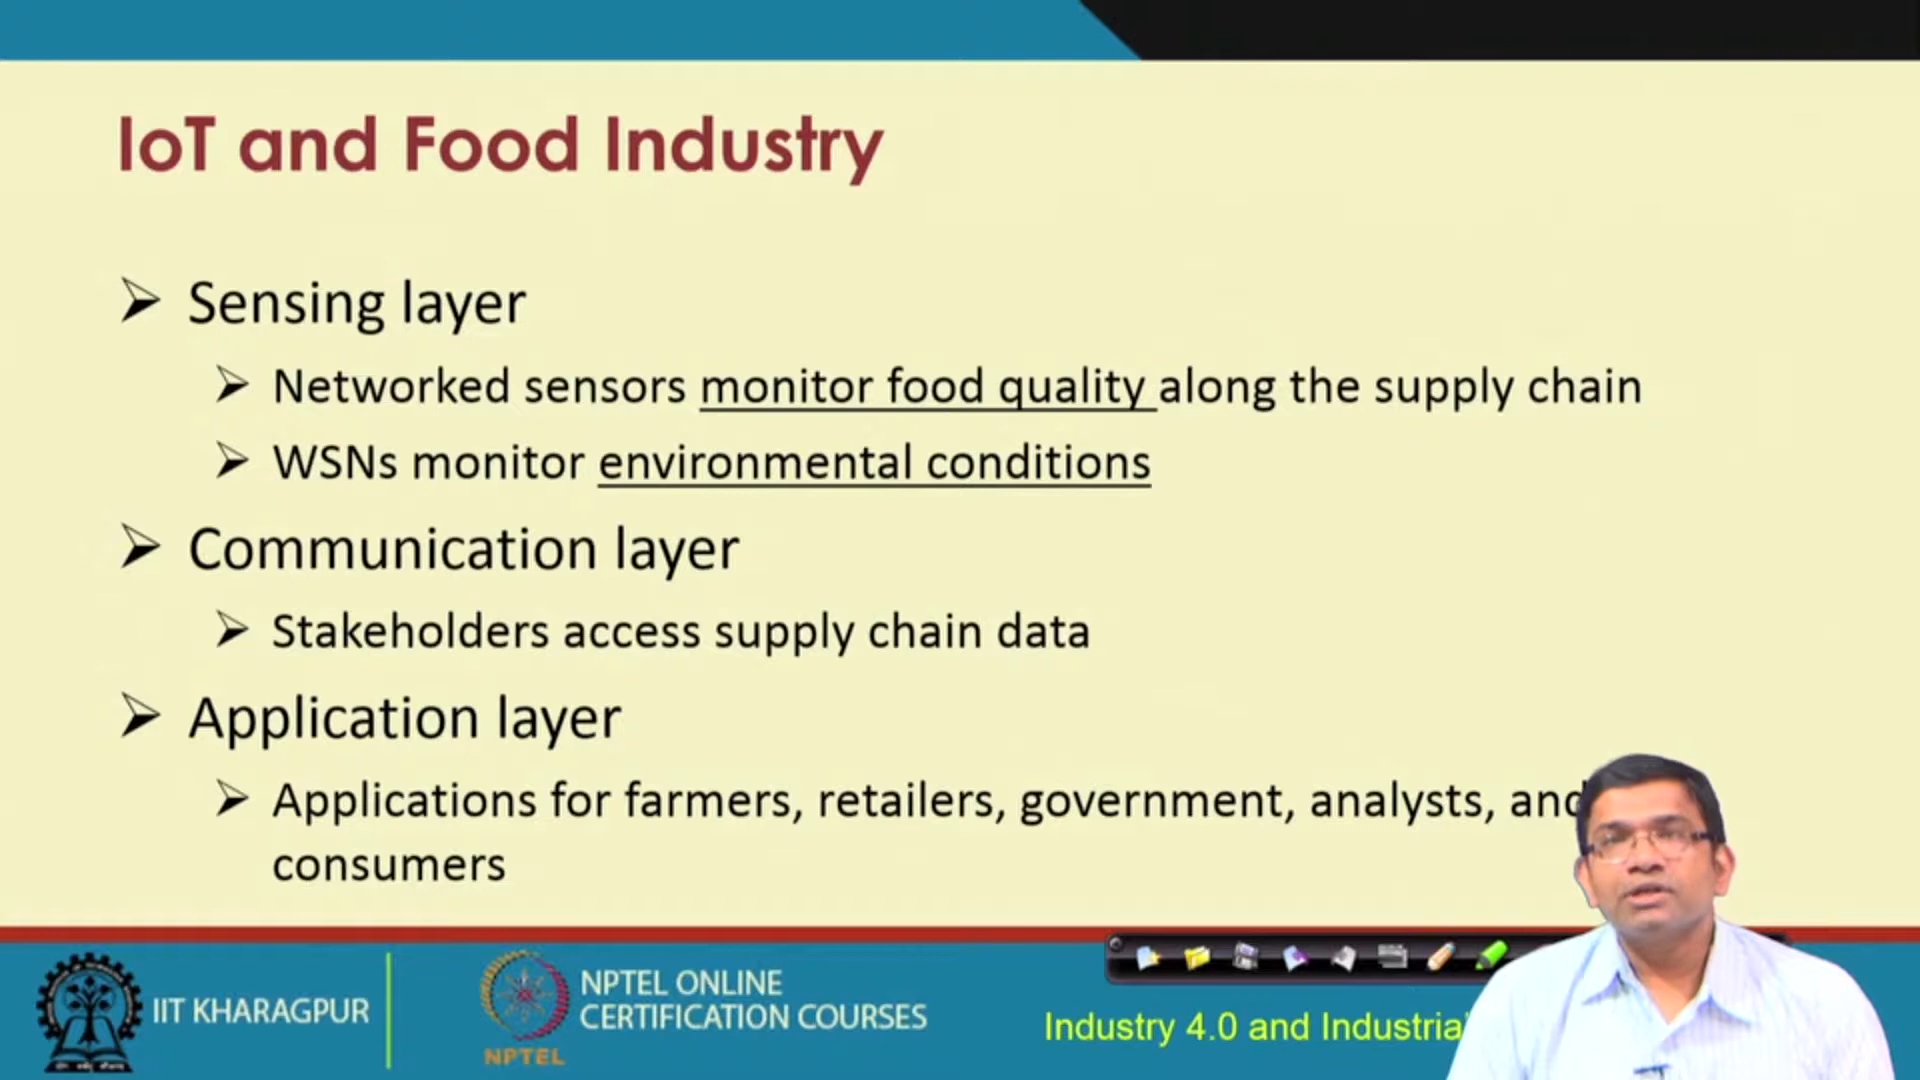 IoT and Food Industry
➢ Sensing layer
➢ Networked sensors monitor food quality along the supply chain
➢ WSNs monitor environmental conditions
➢ Communication layer
➢ Stakeholders access supply chain data
➢ Application layer
➢ Applications for farmers, retailers, government, analysts, and
consumers
IIT KHARAGPUR
NPTEL
NPTEL ONLINE
CERTIFICATION COURSES
Industry 4.0 and Industrial